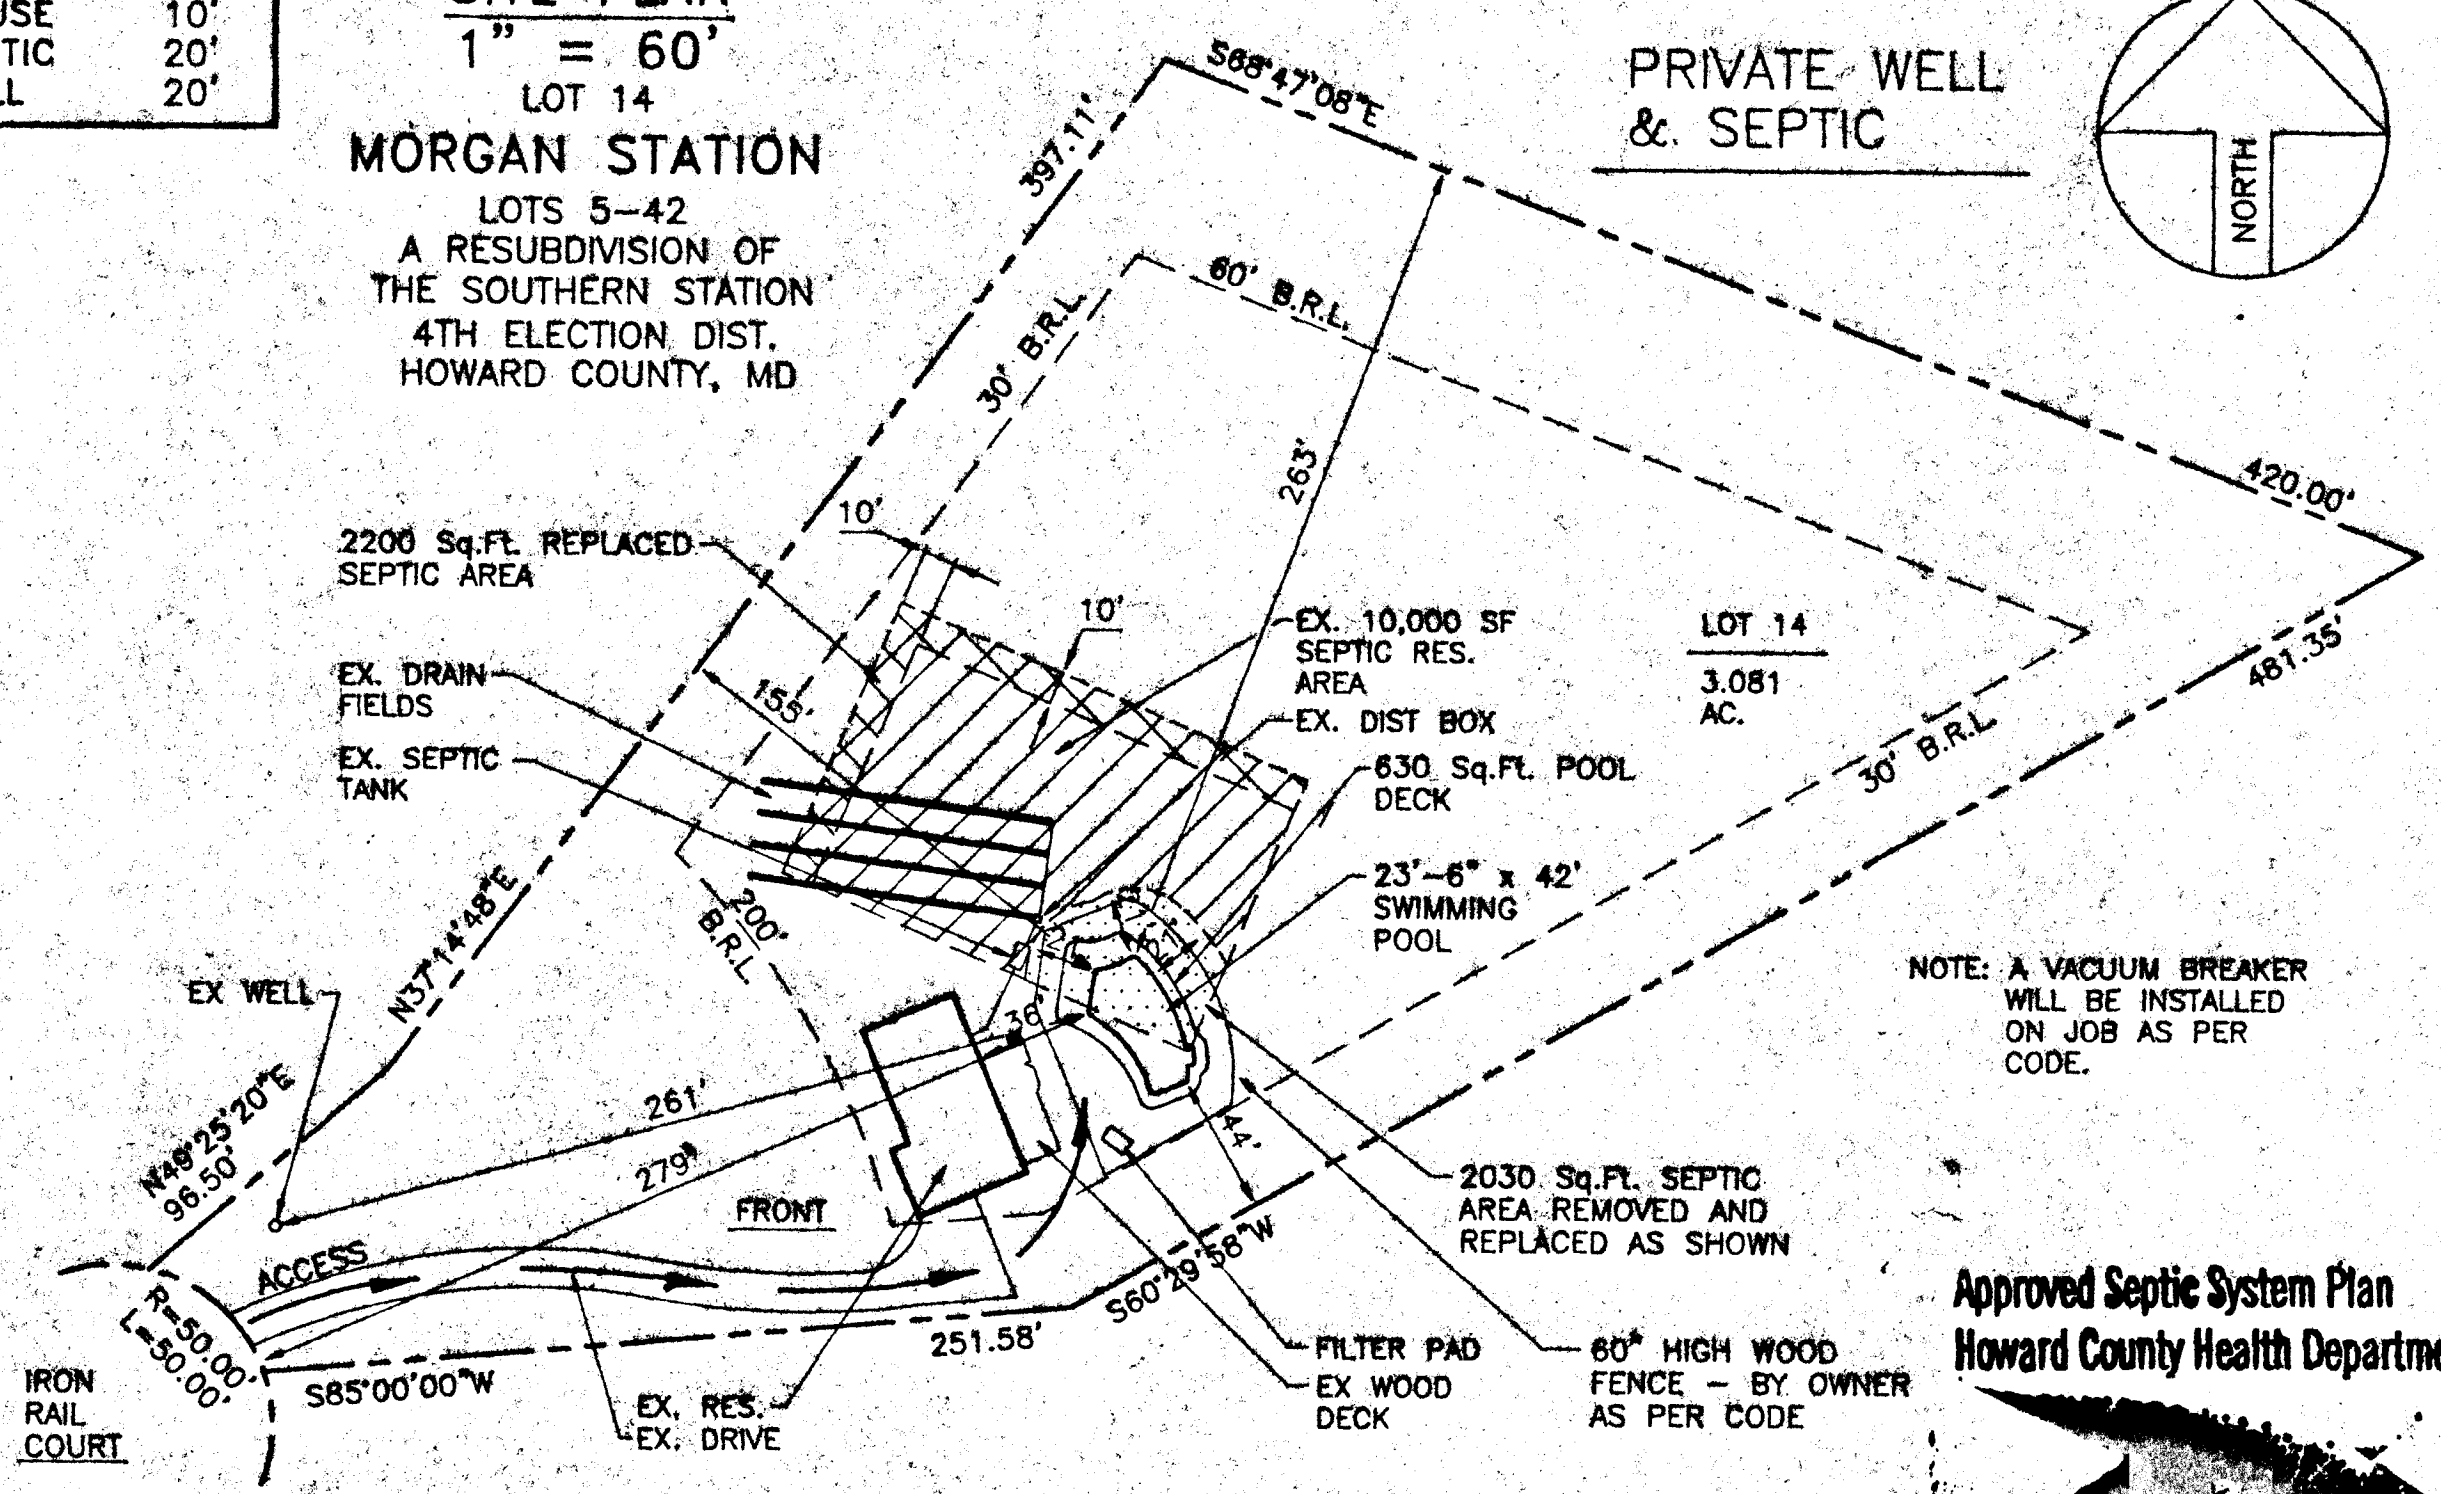 10'
20'
20'
1" = 60'
LOT 14
MORGAN STATION
LOTS 5-42
A RESUBDIVISION OF
THE SOUTHERN STATION
4TH ELECTION DIST.
HOWARD COUNTY, MD
PRIVATE WELL
&. SEPTIC
NORTH
S68°47'08"E
397.11'
60' B.R.L.
30' B.R.L
263'
420.00'
481.35'
10'
2200 Sq.Ft. REPLACED
SEPTIC AREA
10'
EX. 10,000 SF
SEPTIC RES.
AREA
LOT 14
3.081
AC.
EX. DRAIN
FIELDS
155'
EX. DIST BOX
30' B.R.L
EX. SEPTIC
TANK
630 Sq.Ft. POOL
DECK
23'-6" x 42'
SWIMMING
POOL
200'
B.R.L
N37°14'48"E
EX WELL
NOTE: A VACUUM BREAKER
WILL BE INSTALLED
ON JOB AS PER
CODE.
36'
261'
279'
44'
N49°25'20"E
96.50'
FRONT
2030 Sq.Ft. SEPTIC
AREA REMOVED AND
REPLACED AS SHOWN
ACCESS
S60°29'58"W
R=50.00'
L=50.00'
251.58'
S85°00'00"W
IRON
RAIL
COURT
EX. RES.
EX. DRIVE
FILTER PAD
EX WOOD
DECK
60" HIGH WOOD
FENCE - BY OWNER
AS PER CODE
Approved Septic System Plan
Howard County Health